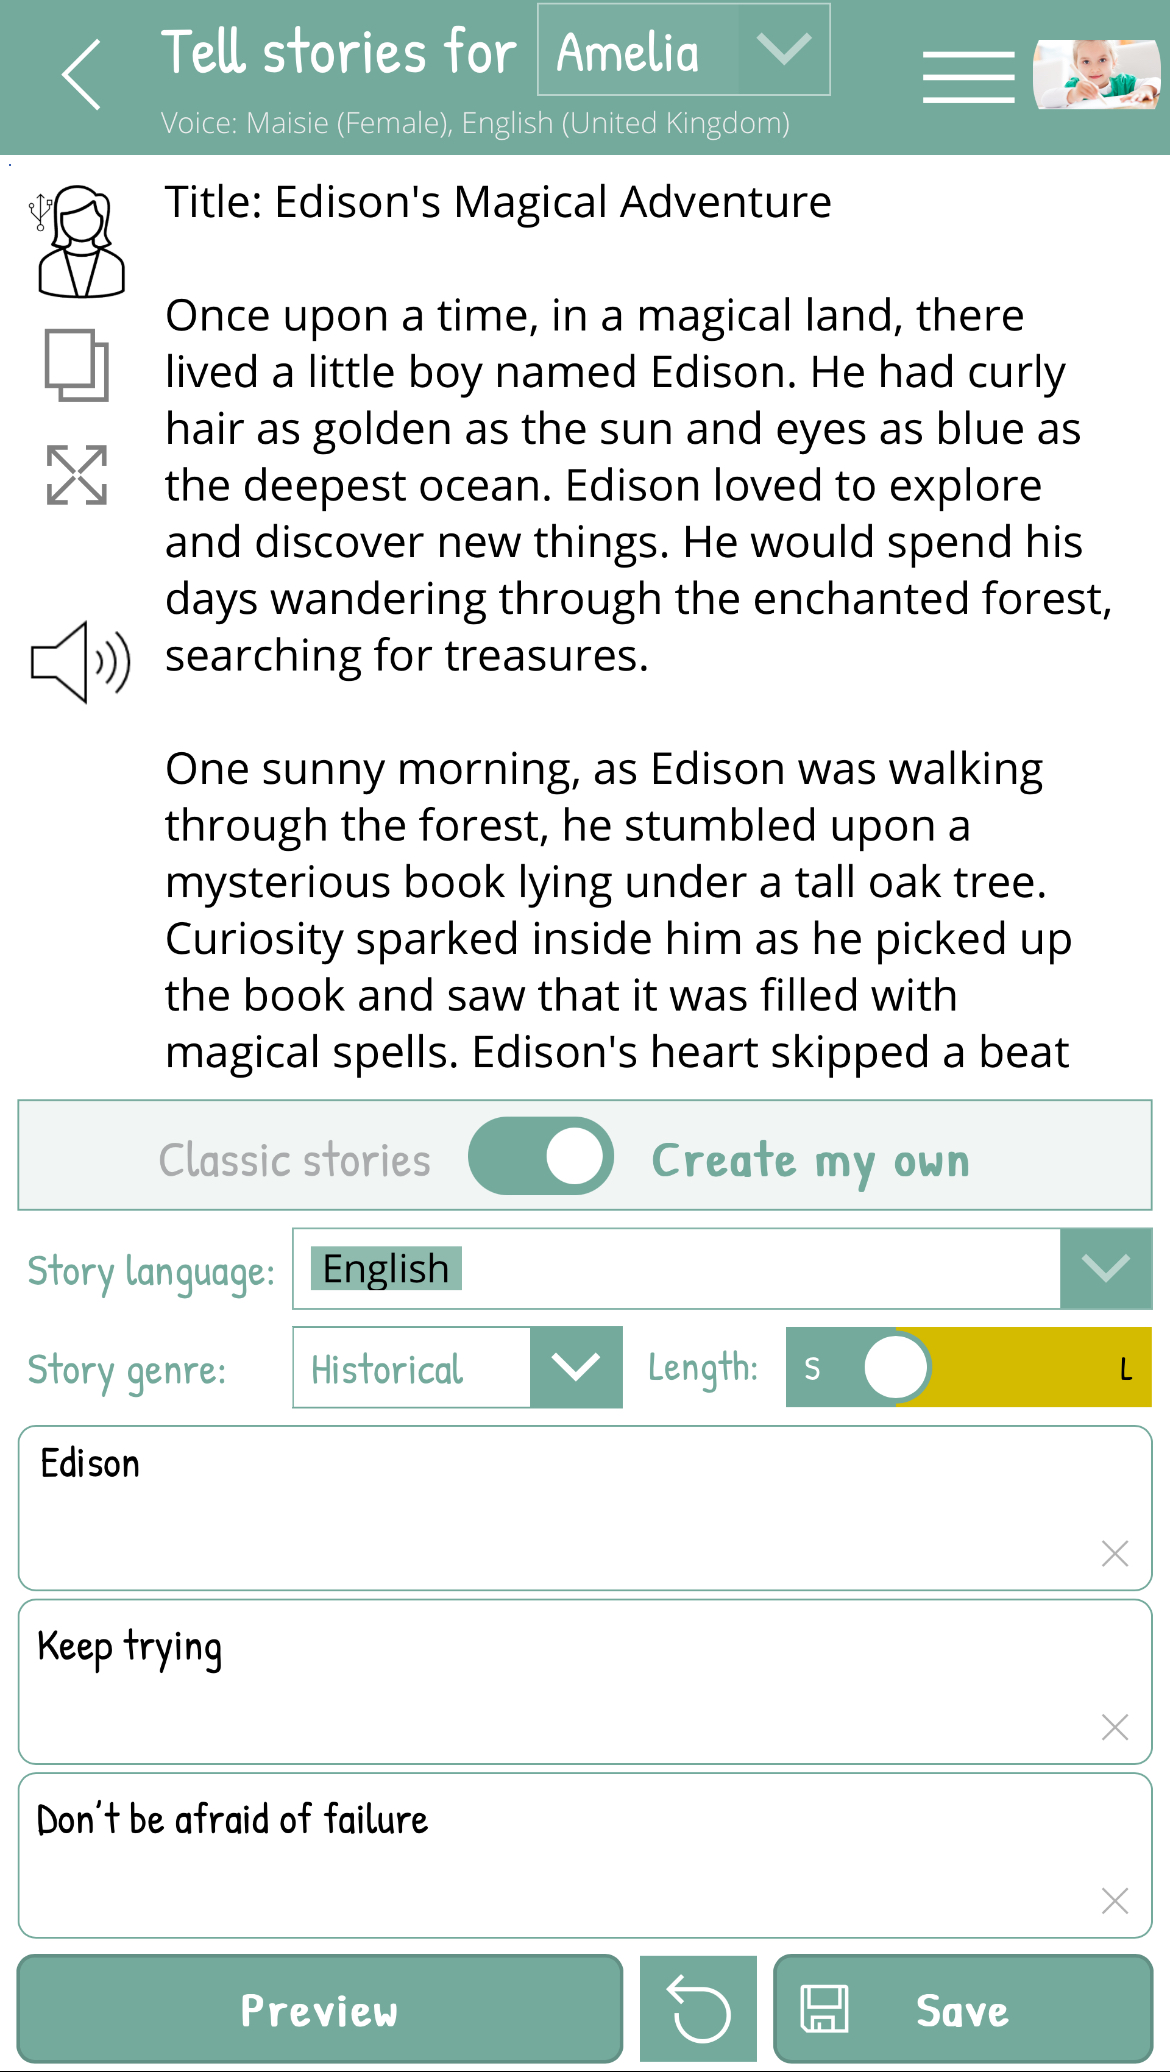 Tell stories for Amelia
Voice: Maisie (Female), English (United Kingdom)
Title: Edison's Magical Adventure
Once upon a time, in a magical land, there
lived a little boy named Edison. He had curly
hair as golden as the sun and eyes as blue as
the deepest ocean. Edison loved to explore
and discover new things. He would spend his
days wandering through the enchanted forest,
searching for treasures.
One sunny morning, as Edison was walking
through the forest, he stumbled upon a
mysterious book lying under a tall oak tree.
Curiosity sparked inside him as he picked up
the book and saw that it was filled with
magical spells. Edison's heart skipped a beat
Classic stories Create my own
Story language: English
Story genre: Historical Length: S L
Edison
Keep trying
Don't be afraid of failure
Preview Save